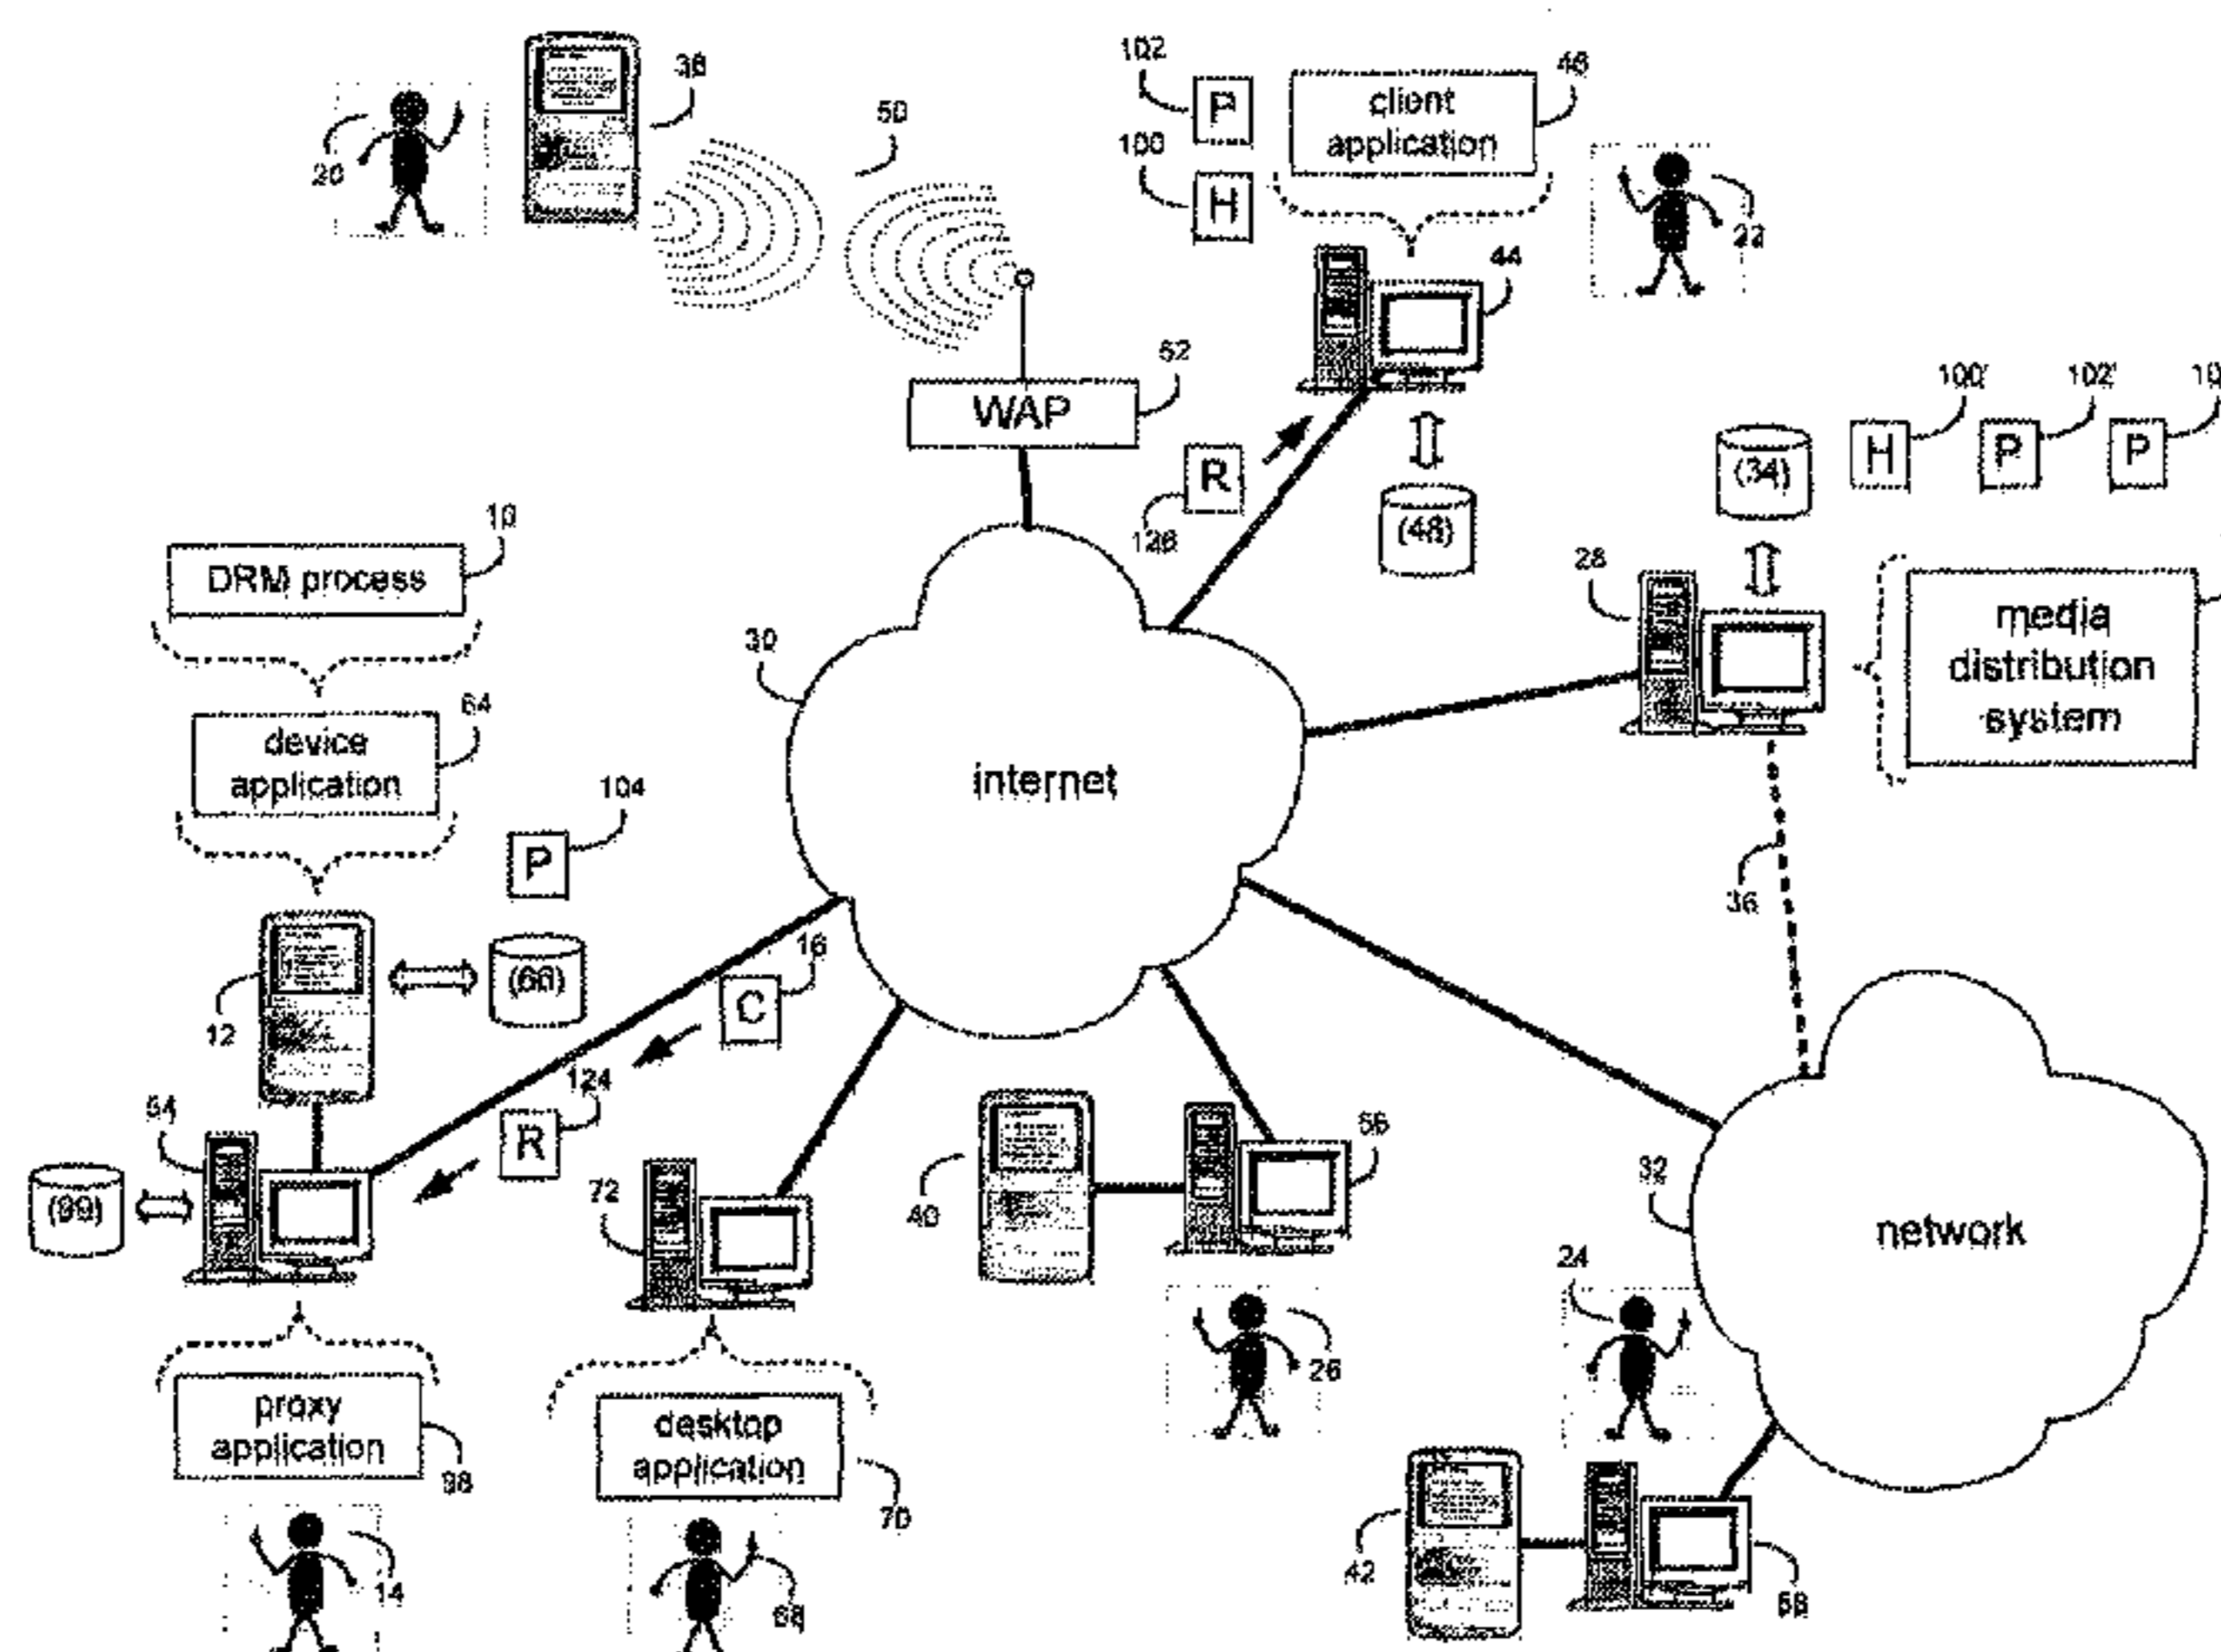 102
46
P
client
application
38
50
100
H
20
22
44
52
WAP
R
126
(48)
100'
102'
10
(34)
H
P
P
28
media
distribution
system
10
DRM process
30
64
device
application
internet
104
P
36
16
C
(66)
12
124
R
54
(99)
72
40
56
32
network
24
26
proxy
application
98
desktop
application
70
14
68
42
58